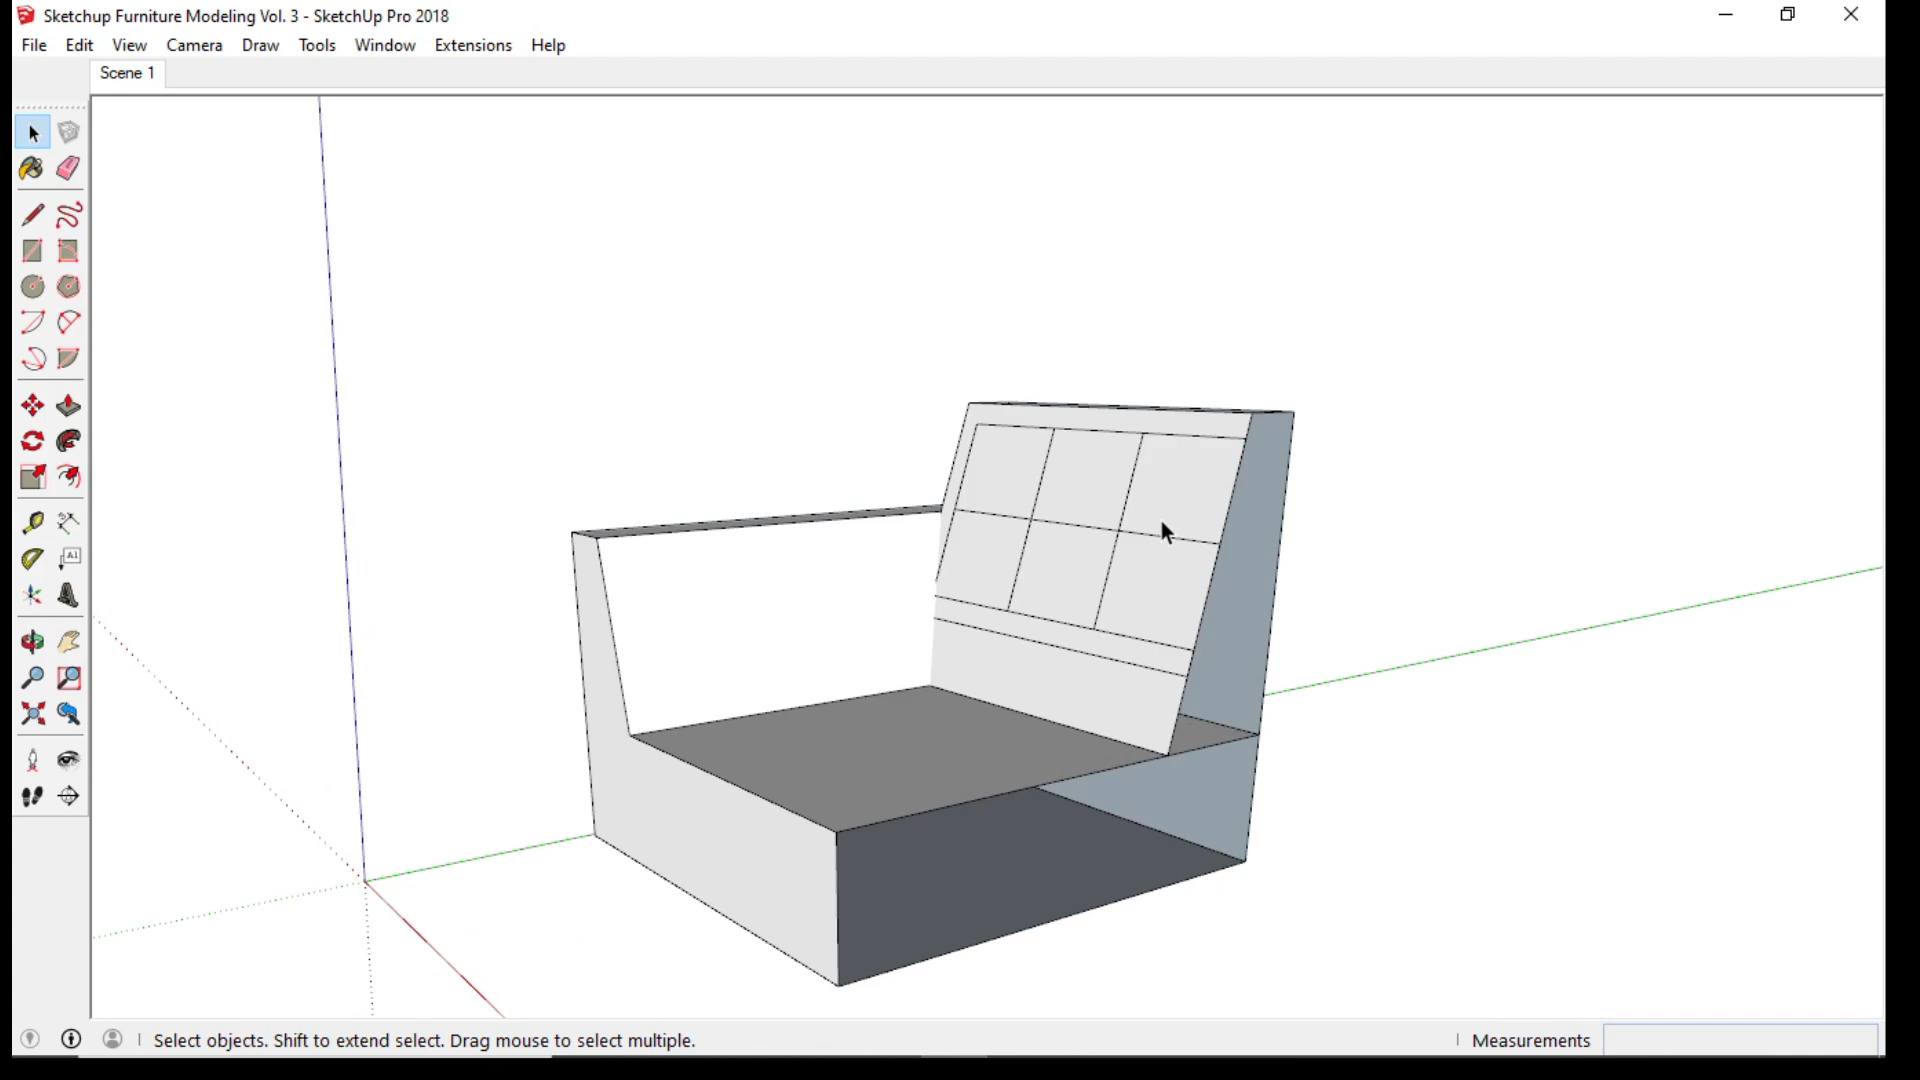 Sketchup Furniture Modeling Vol. 3 - SketchUp Pro 2018
File Edit View Camera Draw Tools Window Extensions Help
Scene 1
A1
Select objects. Shift to extend select. Drag mouse to select multiple.
Measurements